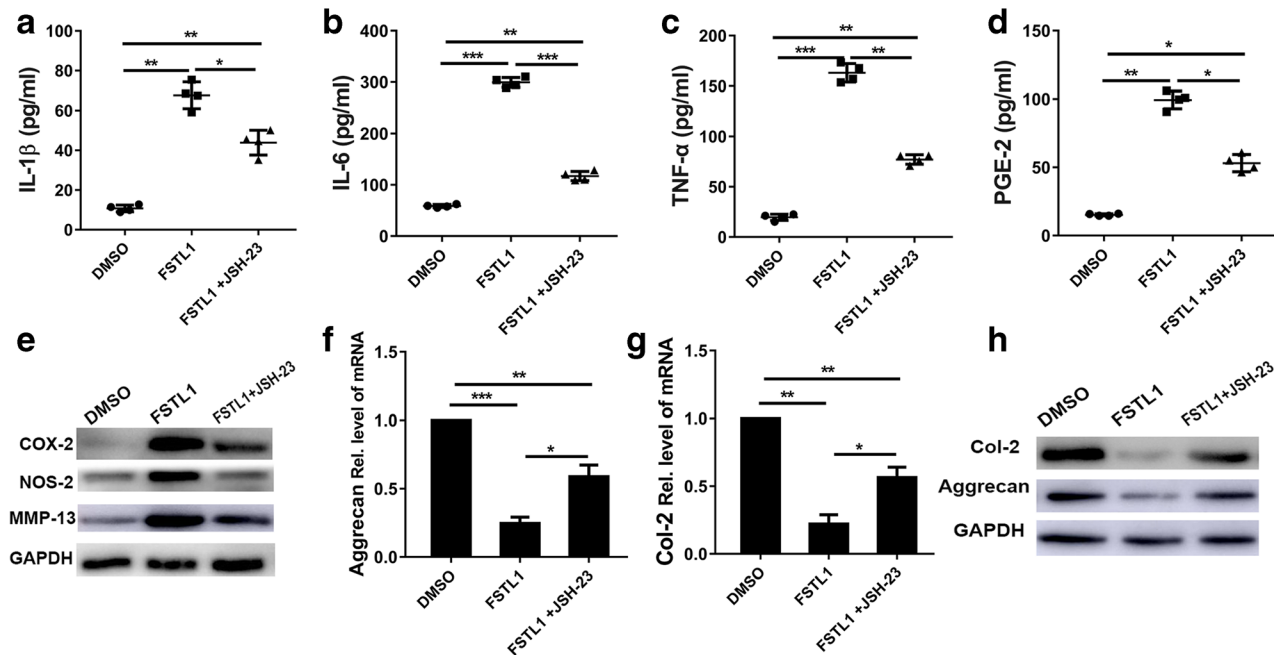 a
IL-1β (pg/ml)
100
80
60
40
20
0
**
** *
DMSO
FSTL1
FSTL1 +JSH-23
b
IL-6 (pg/ml)
400
300
200
100
0
**
*** ***
DMSO
FSTL1
FSTL1 +JSH-23
c
TNF-α (pg/ml)
200
150
100
50
0
**
*** **
DMSO
FSTL1
FSTL1 +JSH-23
d
PGE-2 (pg/ml)
150
100
50
0
*
** *
DMSO
FSTL1
FSTL1 +JSH-23
e
DMSO FSTL1 FSTL1+JSH-23
COX-2
NOS-2
MMP-13
GAPDH
f
Aggrecan Rel. level of mRNA
1.5
1.0
0.5
0.0
**
***
*
DMSO
FSTL1
FSTL1 +JSH-23
g
Col-2 Rel. level of mRNA
1.5
1.0
0.5
0.0
**
**
*
DMSO
FSTL1
FSTL1 +JSH-23
h
DMSO FSTL1 FSTL1+JSH-23
Col-2
Aggrecan
GAPDH